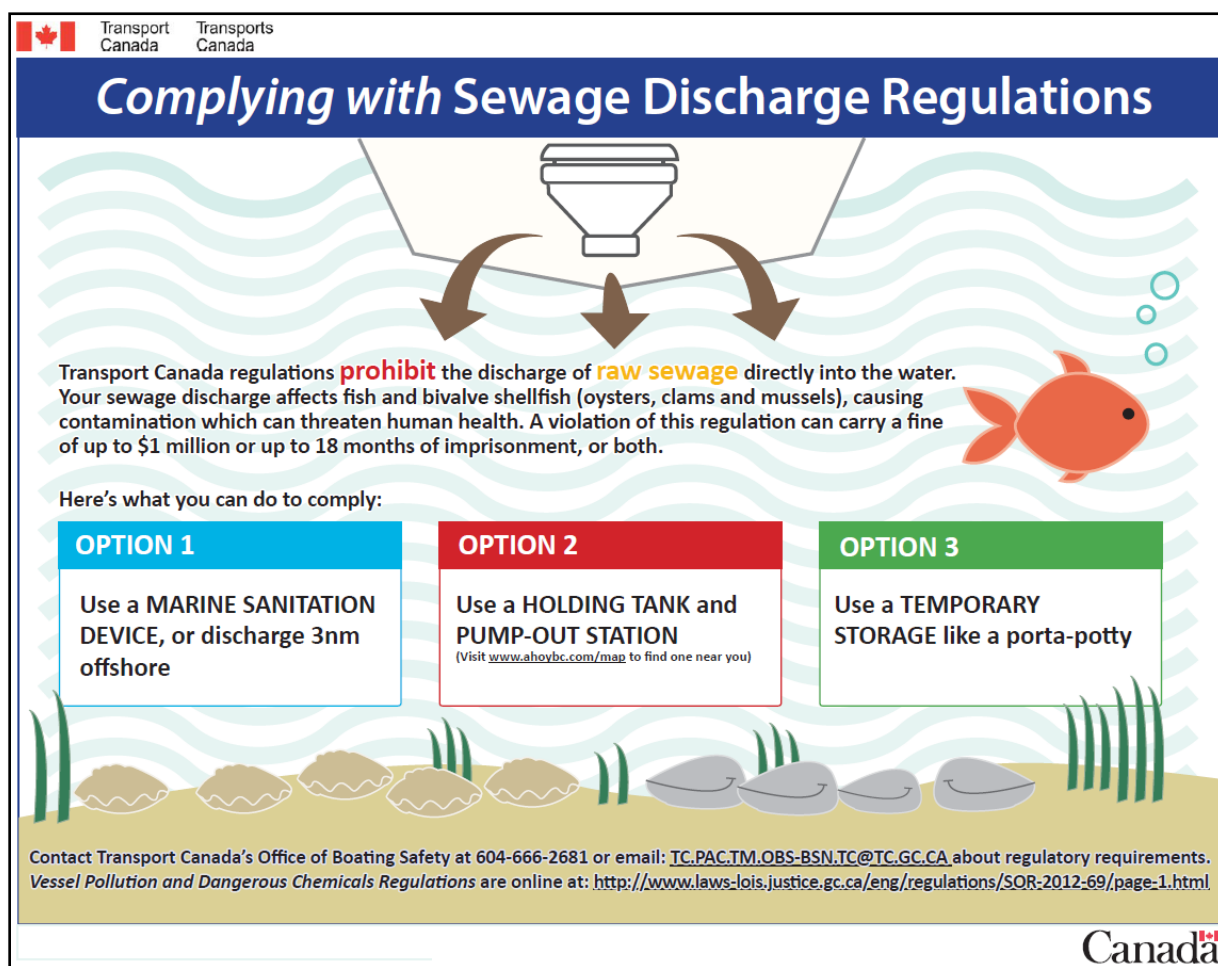 Transport Transports
Canada Canada
Complying with Sewage Discharge Regulations
Transport Canada regulations prohibit the discharge of raw sewage directly into the water.
Your sewage discharge affects fish and bivalve shellfish (oysters, clams and mussels), causing
contamination which can threaten human health. A violation of this regulation can carry a fine
of up to $1 million or up to 18 months of imprisonment, or both.
Here's what you can do to comply:
OPTION 1
Use a MARINE SANITATION
DEVICE, or discharge 3nm
offshore
OPTION 2
Use a HOLDING TANK and
PUMP-OUT STATION
(Visit www.ahoybc.com/map to find one near you)
OPTION 3
Use a TEMPORARY
STORAGE like a porta-potty
Contact Transport Canada's Office of Boating Safety at 604-666-2681 or email: TC.PAC.TM.OBS-BSN.TC@TC.GC.CA about regulatory requirements.
Vessel Pollution and Dangerous Chemicals Regulations are online at: http://www.laws-lois.justice.gc.ca/eng/regulations/SOR-2012-69/page-1.html
Canada